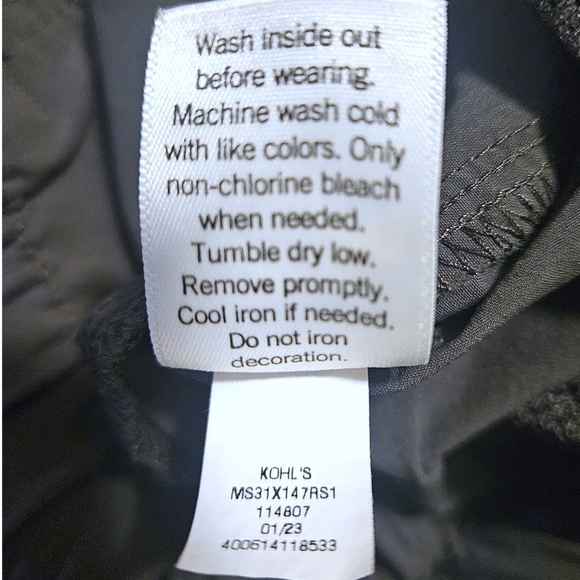 Wash inside out
before wearing.
Machine wash cold
with like colors. Only
non-chlorine bleach
when needed.
Tumble dry low.
Remove promptly.
Cool iron if needed.
Do not iron
decoration.
KOHL'S
MS31X147RS1
114807
01/23
400614118533